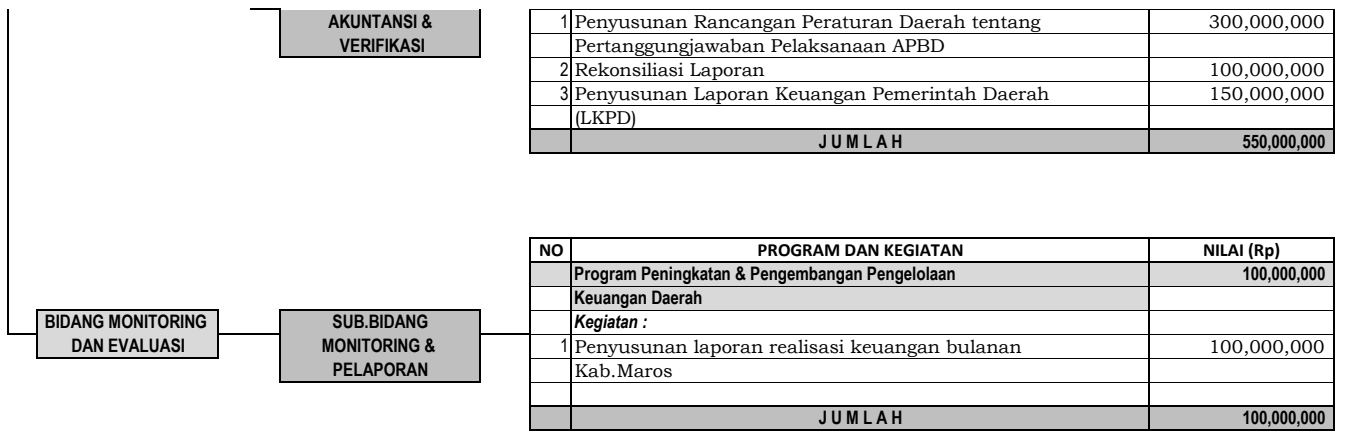 AKUNTANSI &
VERIFIKASI
1 Penyusunan Rancangan Peraturan Daerah tentang 300,000,000
Pertanggungjawaban Pelaksanaan APBD
2 Rekonsiliasi Laporan 100,000,000
3 Penyusunan Laporan Keuangan Pemerintah Daerah 150,000,000
(LKPD)
J U M L A H 550,000,000
BIDANG MONITORING
DAN EVALUASI
SUB.BIDANG
MONITORING &
PELAPORAN
NO PROGRAM DAN KEGIATAN NILAI (Rp)
Program Peningkatan & Pengembangan Pengelolaan 100,000,000
Keuangan Daerah
Kegiatan :
1 Penyusunan laporan realisasi keuangan bulanan 100,000,000
Kab.Maros
J U M L A H 100,000,000